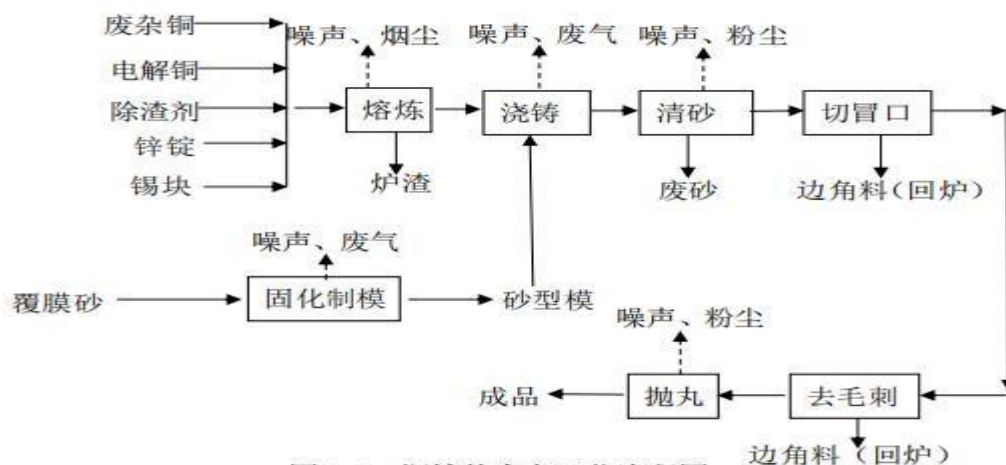 废杂铜
电解铜
除渣剂
锌锭
锡块
噪声、烟尘
噪声、废气
噪声、粉尘
熔炼
浇铸
清砂
切冒口
炉渣
废砂
边角料（回炉）
噪声、废气
覆膜砂
固化制模
砂型模
噪声、粉尘
成品
抛丸
去毛刺
边角料（回炉）